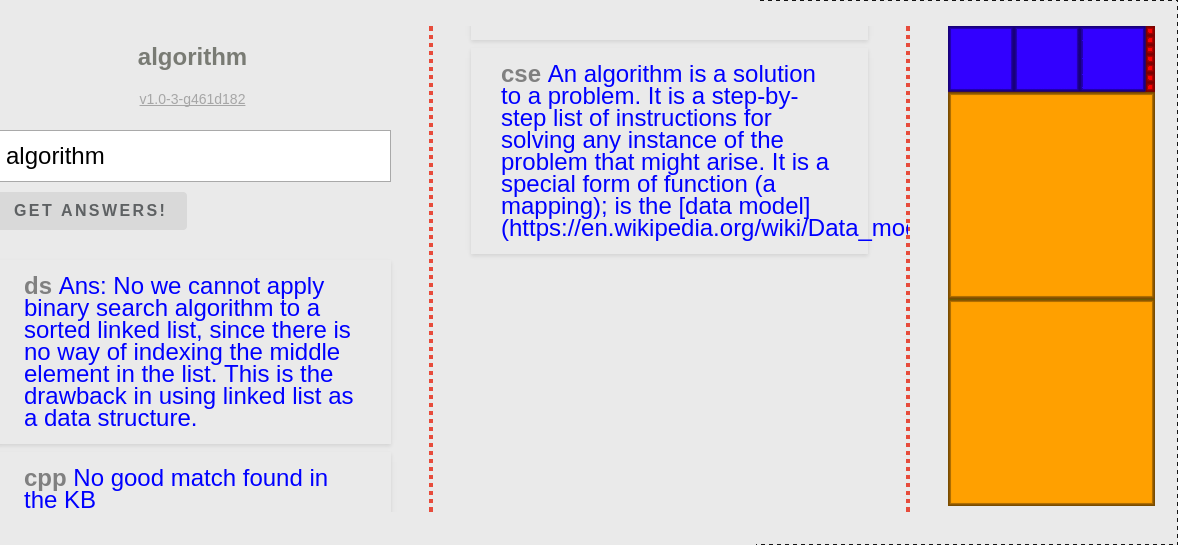 algorithm
v1.0-3-g461d182
algorithm
GET ANSWERS!
ds Ans: No we cannot apply
binary search algorithm to a
sorted linked list, since there is
no way of indexing the middle
element in the list. This is the
drawback in using linked list as
a data structure.
cpp No good match found in
the KB
cse An algorithm is a solution
to a problem. It is a step-by-
step list of instructions for
solving any instance of the
problem that might arise. It is a
special form of function (a
mapping); is the [data model]
(https://en.wikipedia.org/wiki/Data_mo